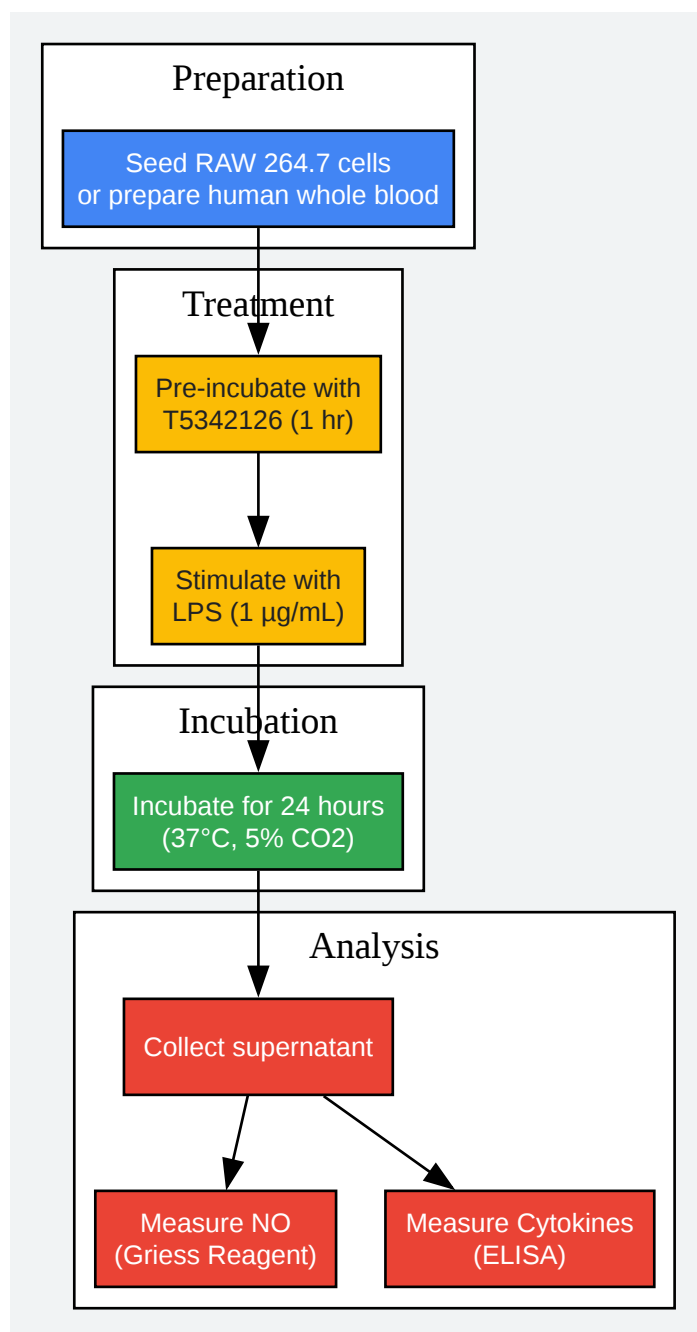 Preparation
Seed RAW 264.7 cells
or prepare human whole blood
Treatment
Pre-incubate with
T5342126 (1 hr)
Stimulate with
LPS (1 µg/mL)
Incubation
Incubate for 24 hours
(37°C, 5% CO2)
Analysis
Collect supernatant
Measure NO
(Griess Reagent)
Measure Cytokines
(ELISA)